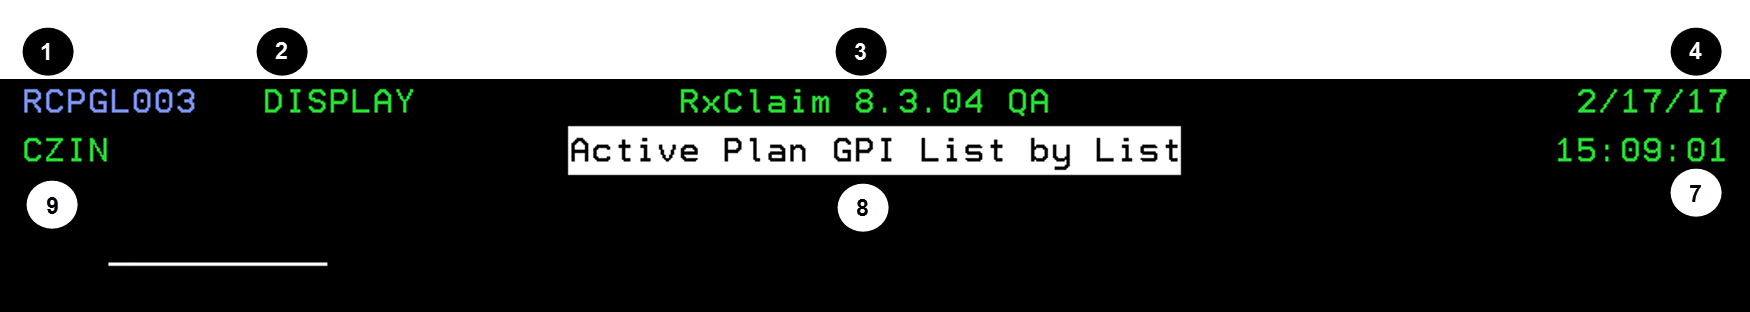 1 2 3 4
RCPGL003 DISPLAY RxClaim 8.3.04 QA 2/17/17
CZIN Active Plan GPI List by List 15:09:01
9 8 7